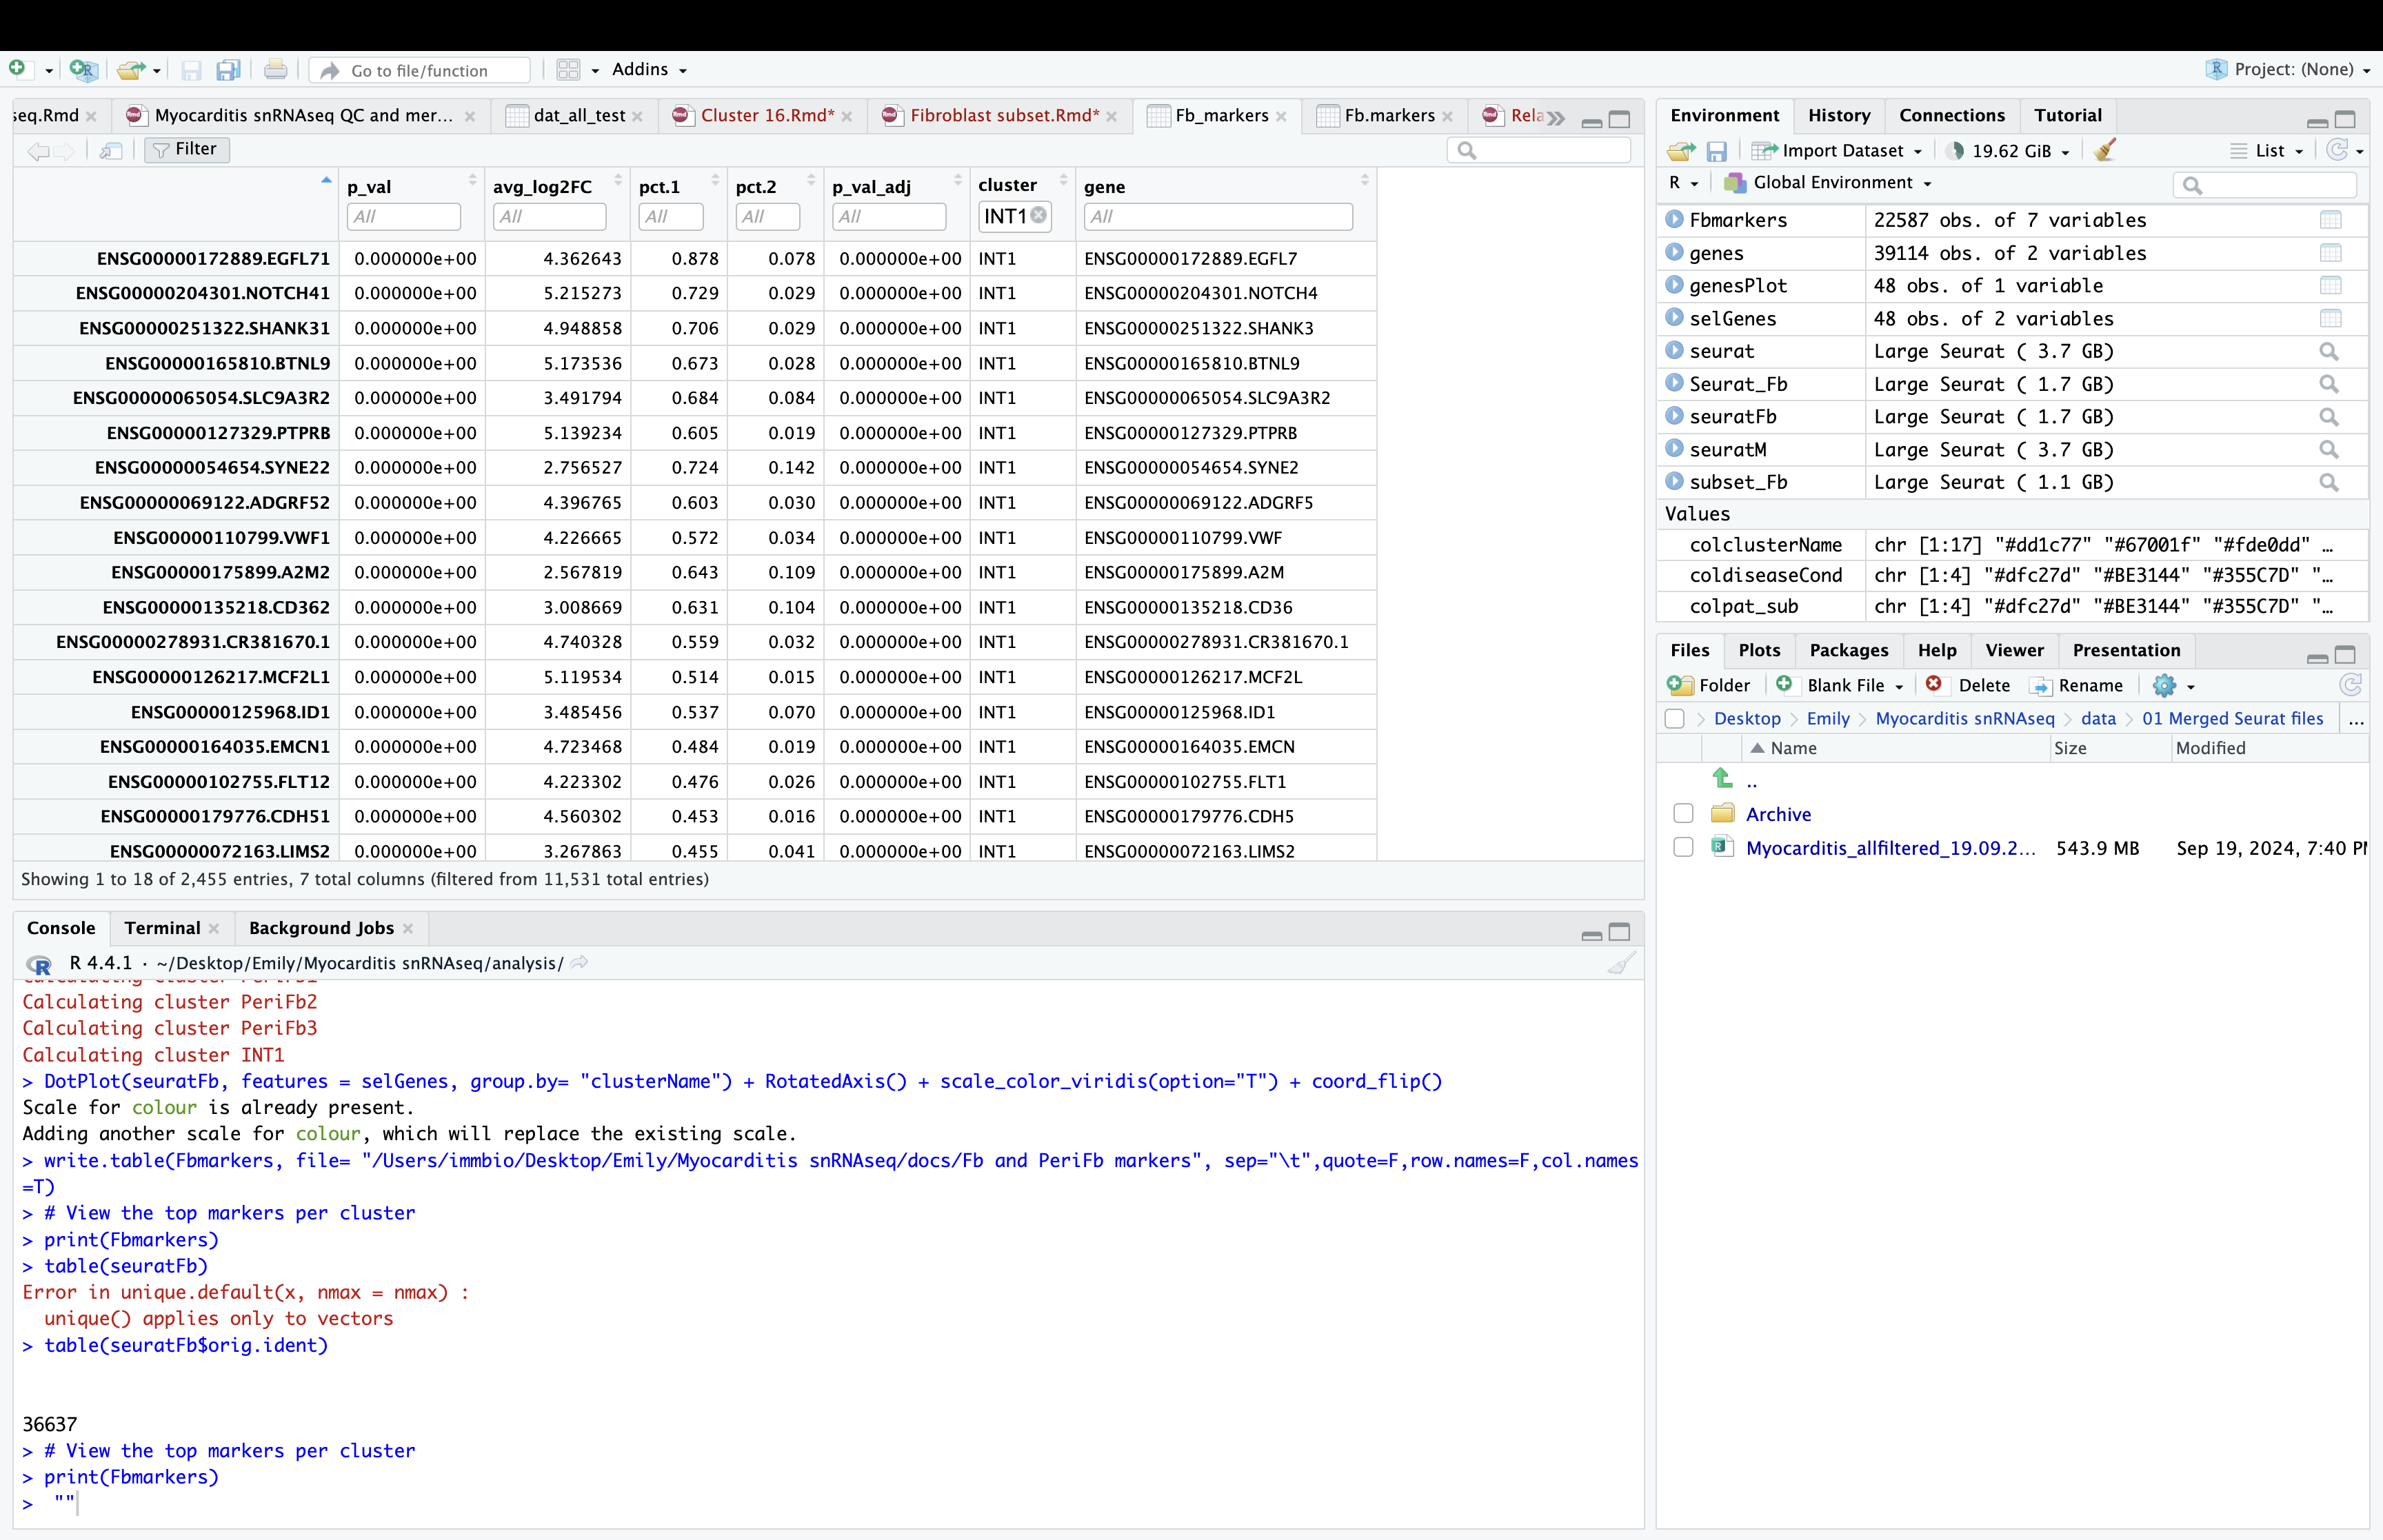 Go to file/function
Addins
Project: (None)
seq.Rmd
Myocarditis snRNAseq QC and mer...
dat_all_test
Cluster 16.Rmd*
Fibroblast subset.Rmd*
Fb_markers
Fb.markers
Rela
Filter
p_val avg_log2FC pct.1 pct.2 p_val_adj cluster gene
All All All All All INT1 All
ENSG00000172889.EGFL71 0.000000e+00 4.362643 0.878 0.078 0.000000e+00 INT1 ENSG00000172889.EGFL7
ENSG00000204301.NOTCH41 0.000000e+00 5.215273 0.729 0.029 0.000000e+00 INT1 ENSG00000204301.NOTCH4
ENSG00000251322.SHANK31 0.000000e+00 4.948858 0.706 0.029 0.000000e+00 INT1 ENSG00000251322.SHANK3
ENSG00000165810.BTNL9 0.000000e+00 5.173536 0.673 0.028 0.000000e+00 INT1 ENSG00000165810.BTNL9
ENSG00000065054.SLC9A3R2 0.000000e+00 3.491794 0.684 0.084 0.000000e+00 INT1 ENSG00000065054.SLC9A3R2
ENSG00000127329.PTPRB 0.000000e+00 5.139234 0.605 0.019 0.000000e+00 INT1 ENSG00000127329.PTPRB
ENSG00000054654.SYNE22 0.000000e+00 2.756527 0.724 0.142 0.000000e+00 INT1 ENSG00000054654.SYNE2
ENSG00000069122.ADGRF52 0.000000e+00 4.396765 0.603 0.030 0.000000e+00 INT1 ENSG00000069122.ADGRF5
ENSG00000110799.VWF1 0.000000e+00 4.226665 0.572 0.034 0.000000e+00 INT1 ENSG00000110799.VWF
ENSG00000175899.A2M2 0.000000e+00 2.567819 0.643 0.109 0.000000e+00 INT1 ENSG00000175899.A2M
ENSG00000135218.CD362 0.000000e+00 3.008669 0.631 0.104 0.000000e+00 INT1 ENSG00000135218.CD36
ENSG00000278931.CR381670.1 0.000000e+00 4.740328 0.559 0.032 0.000000e+00 INT1 ENSG00000278931.CR381670.1
ENSG00000126217.MCF2L1 0.000000e+00 5.119534 0.514 0.015 0.000000e+00 INT1 ENSG00000126217.MCF2L
ENSG00000125968.ID1 0.000000e+00 3.485456 0.537 0.070 0.000000e+00 INT1 ENSG00000125968.ID1
ENSG00000164035.EMCN1 0.000000e+00 4.723468 0.484 0.019 0.000000e+00 INT1 ENSG00000164035.EMCN
ENSG00000102755.FLT12 0.000000e+00 4.223302 0.476 0.026 0.000000e+00 INT1 ENSG00000102755.FLT1
ENSG00000179776.CDH51 0.000000e+00 4.560302 0.453 0.016 0.000000e+00 INT1 ENSG00000179776.CDH5
ENSG00000072163.LIMS2 0.000000e+00 3.267863 0.455 0.041 0.000000e+00 INT1 ENSG00000072163.LIMS2
Showing 1 to 18 of 2,455 entries, 7 total columns (filtered from 11,531 total entries)
Console Terminal Background Jobs
R 4.4.1 · ~/Desktop/Emily/Myocarditis snRNAseq/analysis/
Calculating cluster PeriFb1
Calculating cluster PeriFb2
Calculating cluster PeriFb3
Calculating cluster INT1
> DotPlot(seuratFb, features = selGenes, group.by= "clusterName") + RotatedAxis() + scale_color_viridis(option="T") + coord_flip()
Scale for colour is already present.
Adding another scale for colour, which will replace the existing scale.
> write.table(Fbmarkers, file= "/Users/immbio/Desktop/Emily/Myocarditis snRNAseq/docs/Fb and PeriFb markers", sep="\t",quote=F,row.names=F,col.names
=T)
> # View the top markers per cluster
> print(Fbmarkers)
> table(seuratFb)
Error in unique.default(x, nmax = nmax) :
unique() applies only to vectors
> table(seuratFb$orig.ident)
36637
> # View the top markers per cluster
> print(Fbmarkers)
> ""
Environment History Connections Tutorial
Import Dataset 19.62 GiB List
R Global Environment
Fbmarkers 22587 obs. of 7 variables
genes 39114 obs. of 2 variables
genesPlot 48 obs. of 1 variable
selGenes 48 obs. of 2 variables
seurat Large Seurat ( 3.7 GB)
Seurat_Fb Large Seurat ( 1.7 GB)
seuratFb Large Seurat ( 1.7 GB)
seuratM Large Seurat ( 3.7 GB)
subset_Fb Large Seurat ( 1.1 GB)
Values
colclusterName chr [1:17] "#dd1c77" "#67001f" "#fde0dd" …
coldiseaseCond chr [1:4] "#dfc27d" "#BE3144" "#355C7D" "…
colpat_sub chr [1:4] "#dfc27d" "#BE3144" "#355C7D" "…
Files Plots Packages Help Viewer Presentation
Folder Blank File Delete Rename
Desktop > Emily > Myocarditis snRNAseq > data > 01 Merged Seurat files ...
Name Size Modified
..
Archive
Myocarditis_allfiltered_19.09.2... 543.9 MB Sep 19, 2024, 7:40 PM